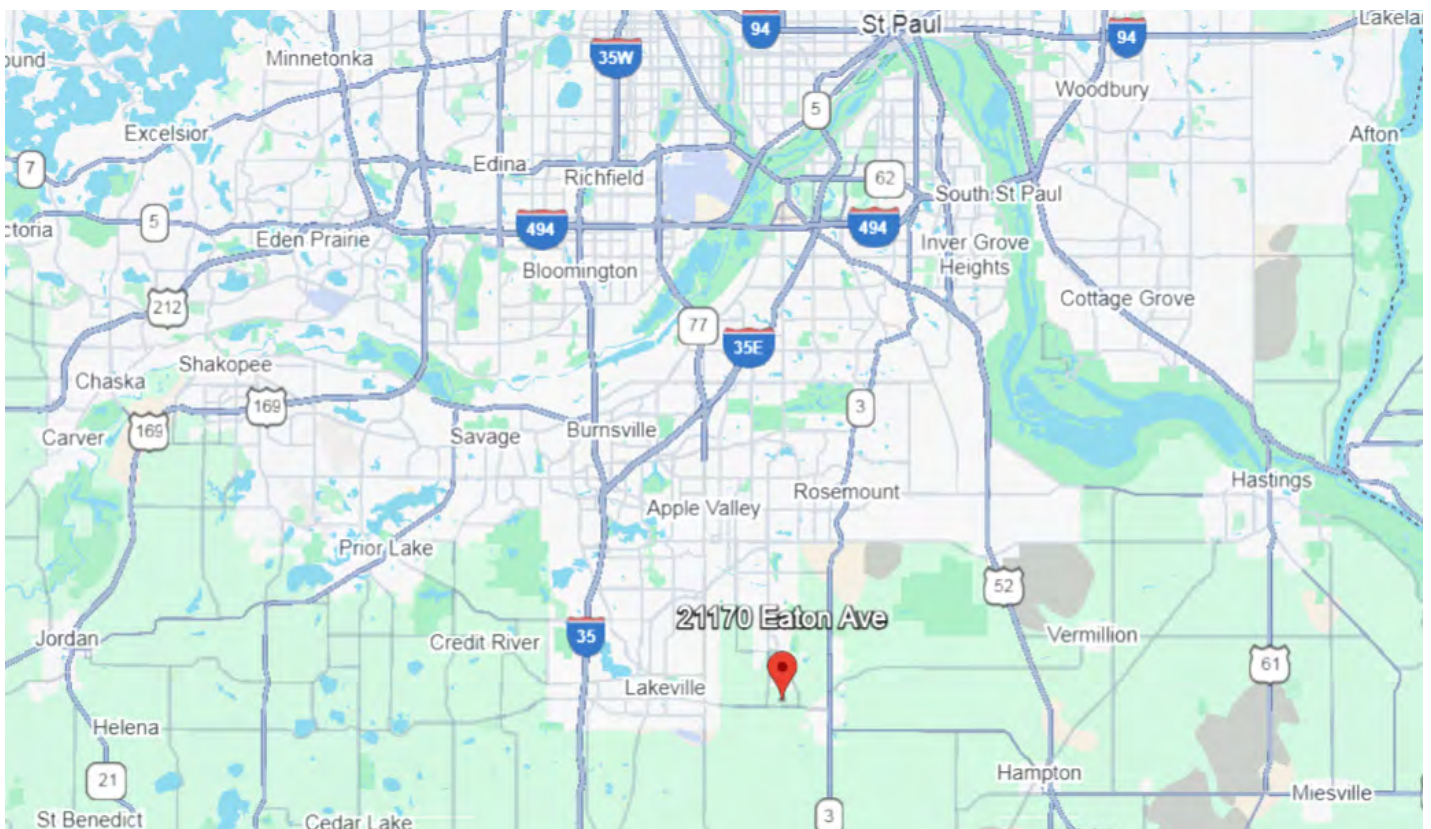 St Paul
94
94
Lakelar
ound
Minnetonka
35W
Woodbury
Excelsior
5
Afton
7
Edina
Richfield
62
South St Paul
ctoria
5
494
494
Eden Prairie
Inver Grove
Heights
Bloomington
212
Cottage Grove
77
35E
Shakopee
Chaska
169
3
169
Carver
Savage
Burnsville
Hastings
Rosemount
Apple Valley
Prior Lake
52
21170 Eaton Ave
35
Jordan
Credit River
Vermillion
61
Lakeville
Helena
21
Hampton
Miesville
St Benedict
Cedar Lake
3